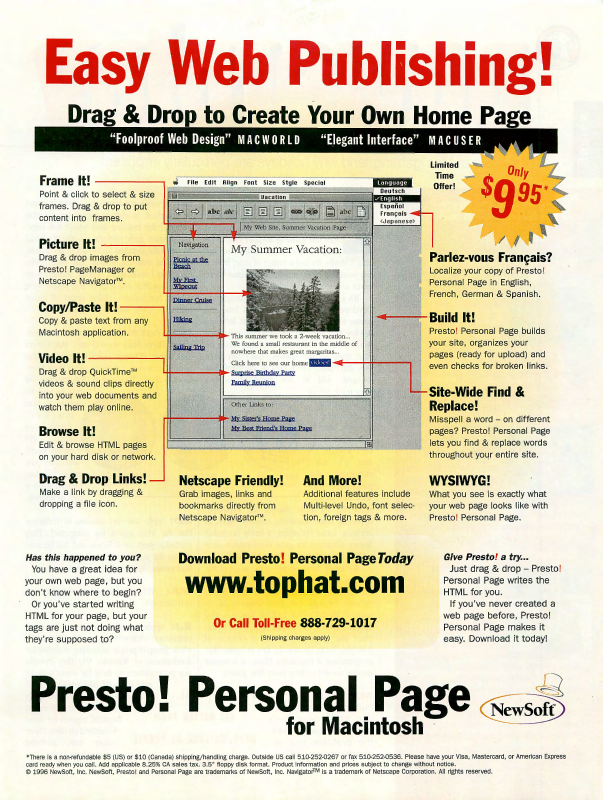 Easy Web Publishing!
Drag & Drop to Create Your Own Home Page
"Foolproof Web Design" MACWORLD "Elegant Interface" MACUSER
Limited
Time
Offer!
Only
$9.95*
Frame It!
Point & click to select & size
frames. Drag & drop to put
content into frames.
Picture It!
Drag & drop images from
Presto! PageManager or
Netscape Navigator.
Copy/Paste It!
Copy & paste text from any
Macintosh application.
Video It!
Drag & drop QuickTime™
videos & sound clips directly
into your web documents and
watch them play online.
Browse It!
Edit & browse HTML pages
on your hard disk or network.
Drag & Drop Links!
Make a link by dragging &
dropping a file icon.
File Edit Align Font Size Style Special
Language
Deutsch
✓English
Español
Français
<Japanese>
Vacation
abc abc abc
My Web Site, Summer Vacation Page
Navigation
Picnic at the
Beach
My First
Wipeout
Dinner Cruise
Hiking
Sailing Trip
My Summer Vacation:
This summer we took a 2-week vacation...
We found a small restaurant in the middle of
nowhere that makes great margaritas...
Click here to see our home video!
Surprise Birthday Party
Family Reunion
Other Links to:
My Sister's Home Page
My Best Friend's Home Page
Parlez-vous Français?
Localize your copy of Presto!
Personal Page in English,
French, German & Spanish.
Build It!
Presto! Personal Page builds
your site, organizes your
pages (ready for upload) and
even checks for broken links.
Site-Wide Find &
Replace!
Misspell a word – on different
pages? Presto! Personal Page
lets you find & replace words
throughout your entire site.
Netscape Friendly!
Grab images, links and
bookmarks directly from
Netscape Navigator™.
And More!
Additional features include
Multi-level Undo, font selec-
tion, foreign tags & more.
WYSIWYG!
What you see is exactly what
your web page looks like with
Presto! Personal Page.
Has this happened to you?
You have a great idea for
your own web page, but you
don't know where to begin?
Or you've started writing
HTML for your page, but your
tags are just not doing what
they're supposed to?
Download Presto! Personal Page Today
www.tophat.com
Or Call Toll-Free 888-729-1017
(Shipping charges apply)
Give Presto! a try...
Just drag & drop – Presto!
Personal Page writes the
HTML for you.
If you've never created a
web page before, Presto!
Personal Page makes it
easy. Download it today!
Presto! Personal Page
for Macintosh
NewSoft
*There is a non-refundable $5 (US) or $10 (Canada) shipping/handling charge. Outside US call 510-252-0267 or fax 510-252-0536. Please have your Visa, Mastercard, or American Express
card ready when you call. Add applicable 8.25% CA sales tax. 3.5" floppy disk format. Product information and prices subject to change without notice.
© 1996 NewSoft, Inc. NewSoft, Presto! and Personal Page are trademarks of NewSoft, Inc. Navigator™ is a trademark of Netscape Corporation. All rights reserved.